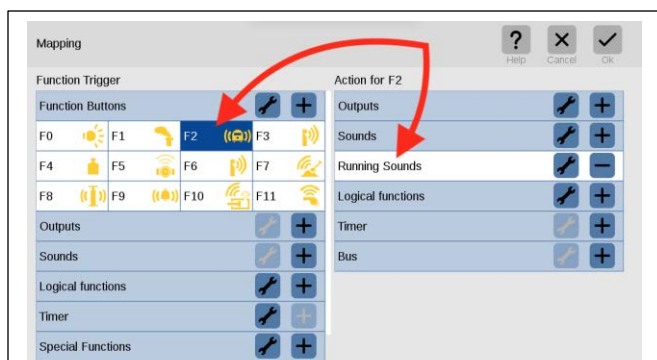 Mapping
?
Help
Cancel
Ok
Function Trigger
Action for F2
Function Buttons
Outputs
F0 F1 F2 F3
Sounds
F4 F5 F6 F7
Running Sounds
F8 F9 F10 F11
Logical functions
Outputs
Timer
Sounds
Bus
Logical functions
Timer
Special Functions